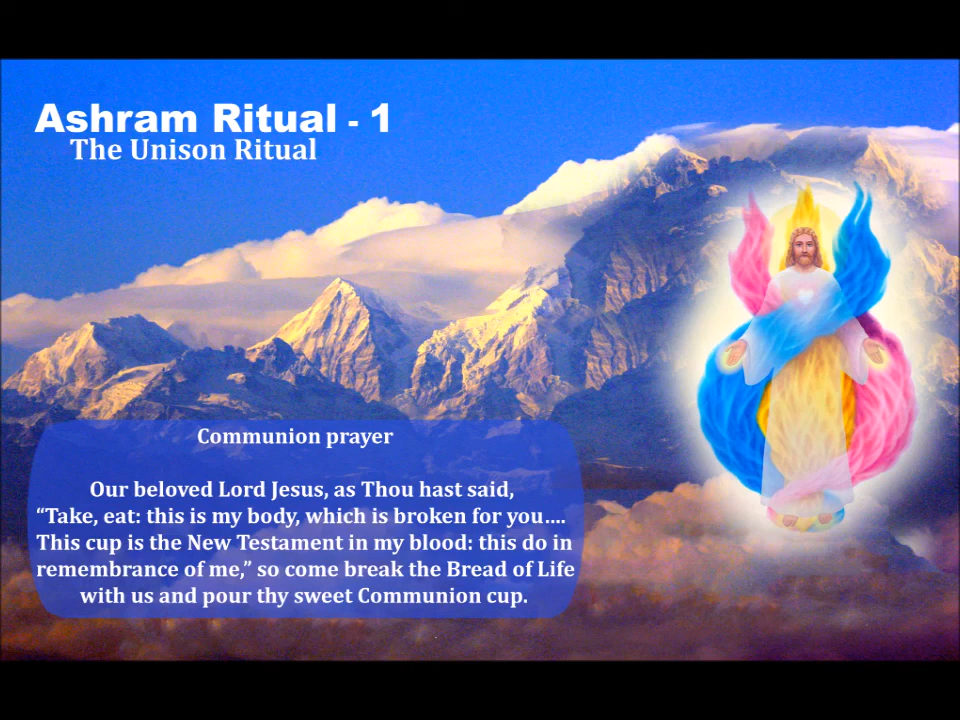 Ashram Ritual - 1
The Unison Ritual
Communion prayer
Our beloved Lord Jesus, as Thou hast said,
“Take, eat: this is my body, which is broken for you….
This cup is the New Testament in my blood: this do in
remembrance of me,” so come break the Bread of Life
with us and pour thy sweet Communion cup.